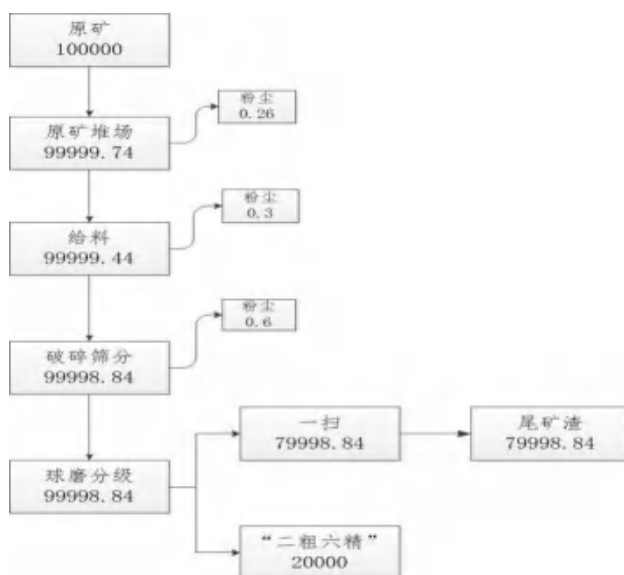 原矿
100000
粉尘
0.26
原矿堆场
99999.74
粉尘
0.3
给料
99999.44
粉尘
0.6
破碎筛分
99998.84
一扫
79998.84
尾矿渣
79998.84
球磨分级
99998.84
“二粗六精”
20000